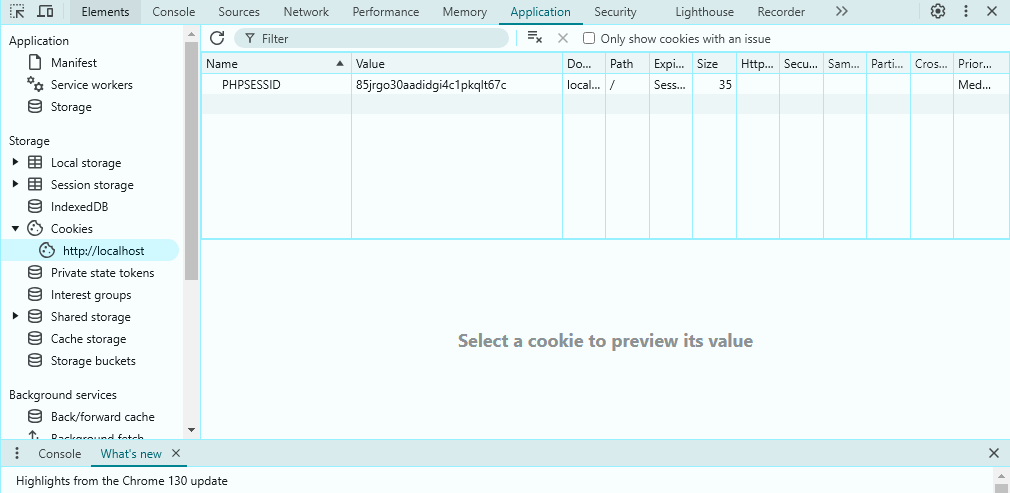 Elements Console Sources Network Performance Memory Application Security Lighthouse Recorder
Application
Manifest
Service workers
Storage
Storage
Local storage
Session storage
IndexedDB
Cookies
http://localhost
Private state tokens
Interest groups
Shared storage
Cache storage
Storage buckets
Background services
Back/forward cache
Background fetch
Filter Only show cookies with an issue
Name Value Do... Path Expi... Size Http... Secu... Sam... Parti... Cros... Prior...
PHPSESSID 85jrgo30aadidgi4c1pkqlt67c local... / Sess... 35 Med...
Select a cookie to preview its value
Console What's new
Highlights from the Chrome 130 update